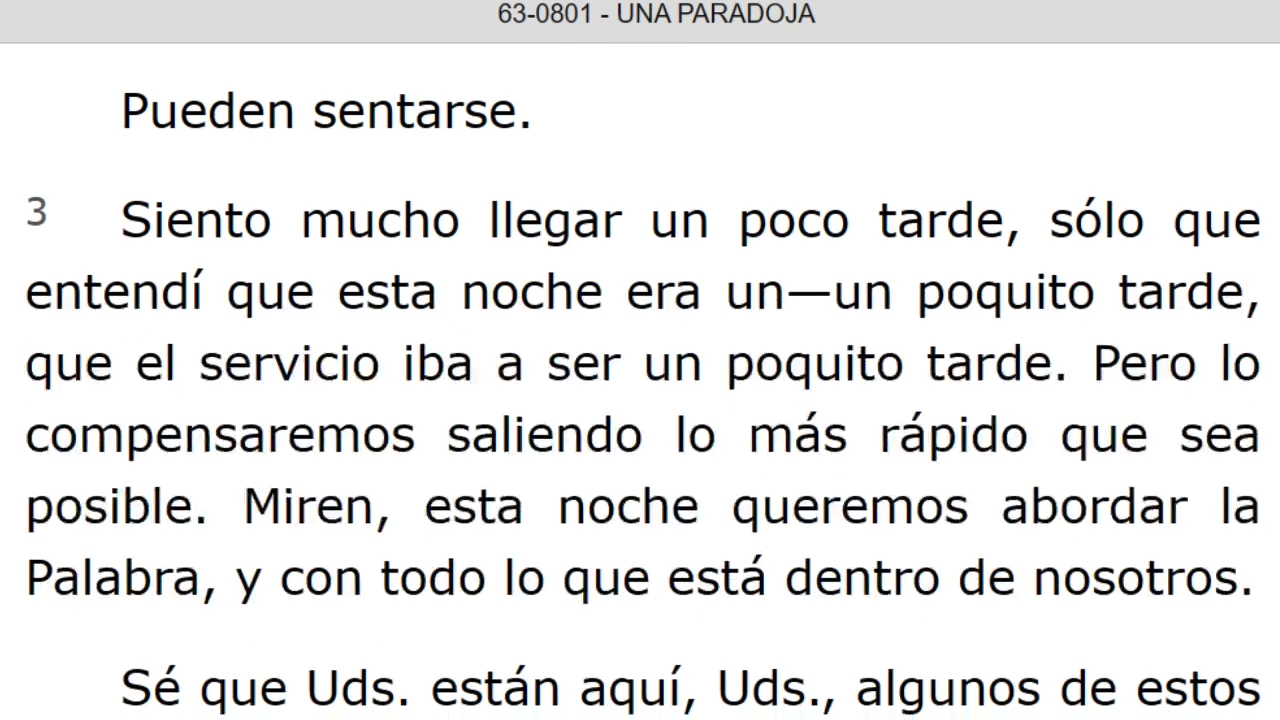 63-0801 - UNA PARADOJA
Pueden sentarse.
3 Siento mucho llegar un poco tarde, sólo que
entendí que esta noche era un—un poquito tarde,
que el servicio iba a ser un poquito tarde. Pero lo
compensaremos saliendo lo más rápido que sea
posible. Miren, esta noche queremos abordar la
Palabra, y con todo lo que está dentro de nosotros.
Sé que Uds. están aquí, Uds., algunos de estos